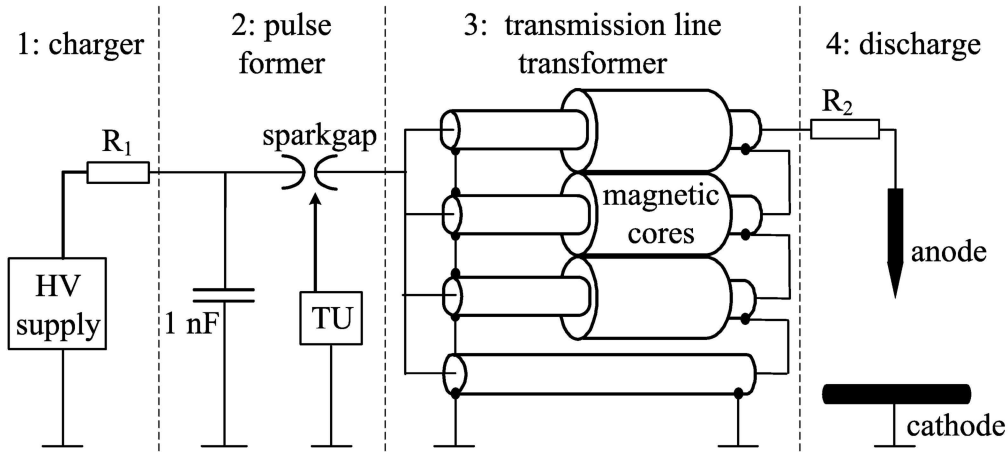 1: charger
2: pulse
former
3: transmission line
transformer
4: discharge
R1
sparkgap
R2
HV
supply
1 nF
TU
magnetic
cores
anode
cathode